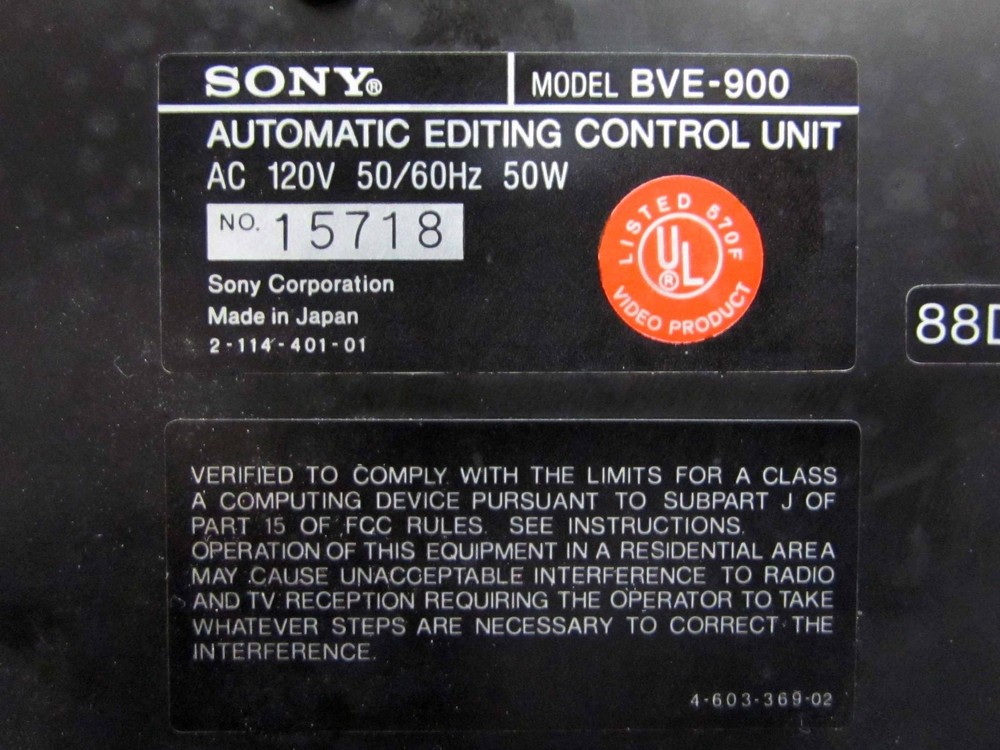 SONY®
MODEL BVE-900
AUTOMATIC EDITING CONTROL UNIT
AC 120V 50/60Hz 50W
NO. 15718
Sony Corporation
Made in Japan
2-114-401-01
LISTED 570F
UL®
VIDEO PRODUCT
88D
VERIFIED TO COMPLY WITH THE LIMITS FOR A CLASS
A COMPUTING DEVICE PURSUANT TO SUBPART J OF
PART 15 OF FCC RULES. SEE INSTRUCTIONS.
OPERATION OF THIS EQUIPMENT IN A RESIDENTIAL AREA
MAY CAUSE UNACCEPTABLE INTERFERENCE TO RADIO
AND TV RECEPTION REQUIRING THE OPERATOR TO TAKE
WHATEVER STEPS ARE NECESSARY TO CORRECT THE
INTERFERENCE.
4-603-369-02